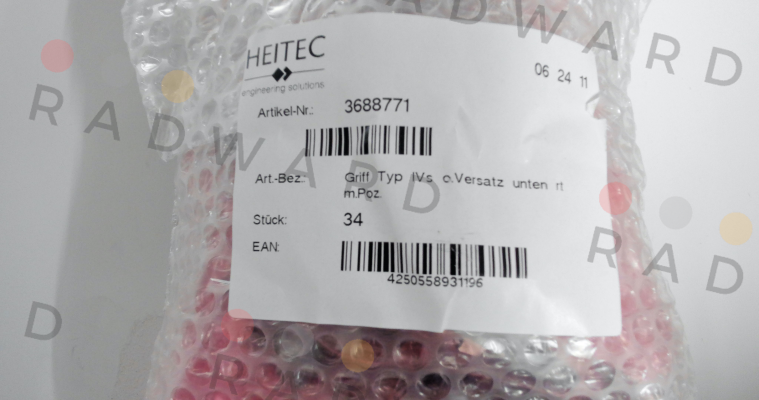 HEITEC
engineering solutions
06 24 11
Artikel-Nr.: 3688771
Art.-Bez.: Griff Typ IVs o.Versatz unten rt
m.Poz.
Stück: 34
EAN:
4250558931196
RADWARD
RADWARD
RAD
D
RADWARD